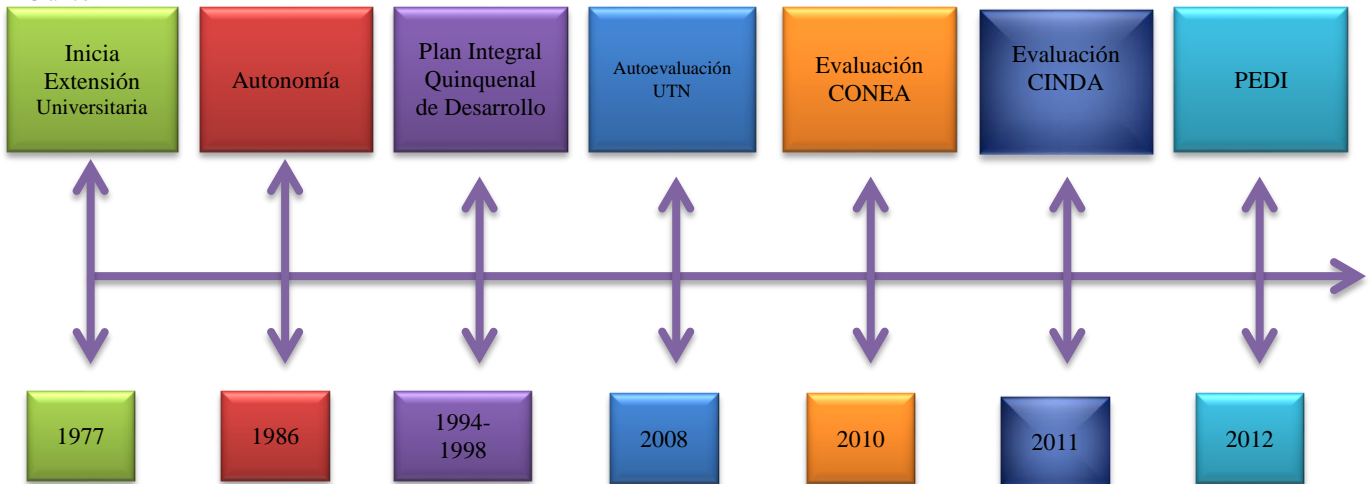 Inicia
Extensión
Universitaria
Autonomía
Plan Integral
Quinquenal
de Desarrollo
Autoevaluación
UTN
Evaluación
CONEA
Evaluación
CINDA
PEDI
1977
1986
1994-
1998
2008
2010
2011
2012